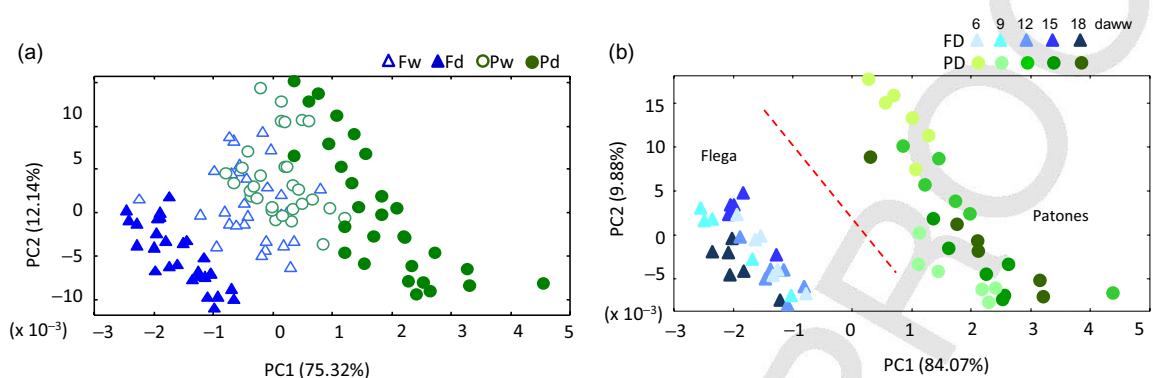 (a)
Fw Fd Pw Pd
PC2 (12.14%)
10
5
0
−5
−10
(x 10−3)
−3 −2 −1 0 1 2 3 4 5
PC1 (75.32%)
(b)
6 9 12 15 18 daww
FD
PD
PC2 (9.88%)
15
10
5
0
−5
(x 10−3)
Flega
Patones
−3 −2 −1 0 1 2 3 4 5
PC1 (84.07%)